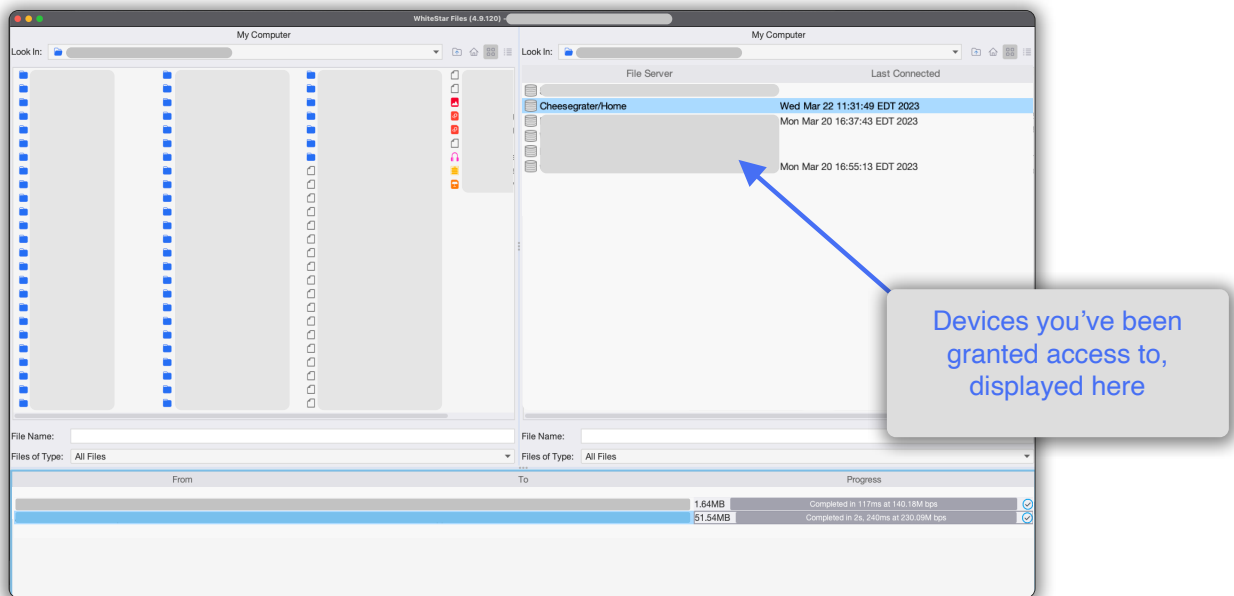 WhiteStar Files (4.9.120) -
My Computer
My Computer
Look In:
Look In:
File Server Last Connected
Cheesegrater/Home Wed Mar 22 11:31:49 EDT 2023
Mon Mar 20 16:37:43 EDT 2023
Mon Mar 20 16:55:13 EDT 2023
Devices you’ve been
granted access to,
displayed here
File Name:
File Name:
Files of Type: All Files
Files of Type: All Files
From To Progress
1.64MB Completed in 117ms at 140.18M bps
51.54MB Completed in 2s, 240ms at 230.09M bps